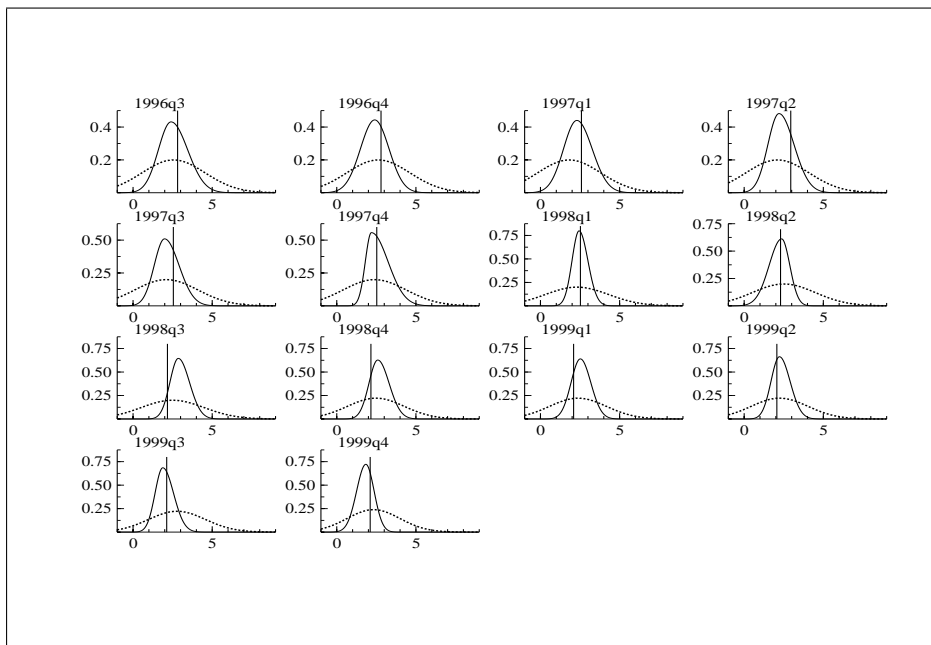 1996q3 1996q4 1997q1 1997q2
0.4 0.4 0.4 0.4
0.2 0.2 0.2 0.2
0 5 0 5 0 5 0 5
1997q3 1997q4 1998q1 1998q2
0.50 0.50 0.75 0.75
0.25 0.25 0.50 0.50
0.25 0.25
0 5 0 5 0 5 0 5
1998q3 1998q4 1999q1 1999q2
0.75 0.75 0.75 0.75
0.50 0.50 0.50 0.50
0.25 0.25 0.25 0.25
0 5 0 5 0 5 0 5
1999q3 1999q4
0.75 0.75
0.50 0.50
0.25 0.25
0 5 0 5